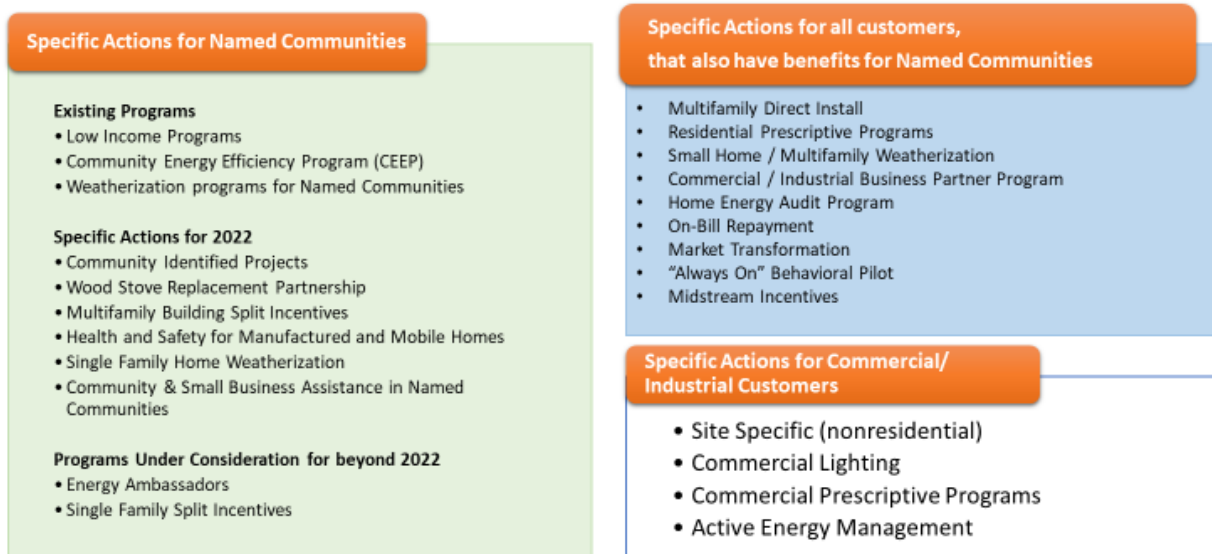 Specific Actions for Named Communities
Existing Programs
• Low Income Programs
• Community Energy Efficiency Program (CEEP)
• Weatherization programs for Named Communities
Specific Actions for 2022
• Community Identified Projects
• Wood Stove Replacement Partnership
• Multifamily Building Split Incentives
• Health and Safety for Manufactured and Mobile Homes
• Single Family Home Weatherization
• Community & Small Business Assistance in Named
Communities
Programs Under Consideration for beyond 2022
• Energy Ambassadors
• Single Family Split Incentives
Specific Actions for all customers,
that also have benefits for Named Communities
• Multifamily Direct Install
• Residential Prescriptive Programs
• Small Home / Multifamily Weatherization
• Commercial / Industrial Business Partner Program
• Home Energy Audit Program
• On-Bill Repayment
• Market Transformation
• “Always On” Behavioral Pilot
• Midstream Incentives
Specific Actions for Commercial/
Industrial Customers
• Site Specific (nonresidential)
• Commercial Lighting
• Commercial Prescriptive Programs
• Active Energy Management